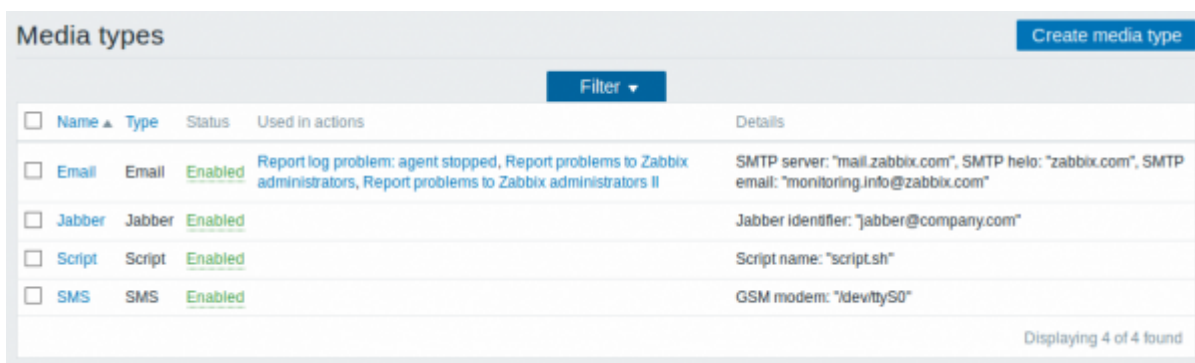 Media types
Create media type
Filter
Name Type Status Used in actions Details
Email Email Enabled Report log problem: agent stopped, Report problems to Zabbix SMTP server: "mail.zabbix.com", SMTP helo: "zabbix.com", SMTP
administrators, Report problems to Zabbix administrators II email: "monitoring.info@zabbix.com"
Jabber Jabber Enabled Jabber identifier: "jabber@company.com"
Script Script Enabled Script name: "script.sh"
SMS SMS Enabled GSM modem: "/dev/ttyS0"
Displaying 4 of 4 found